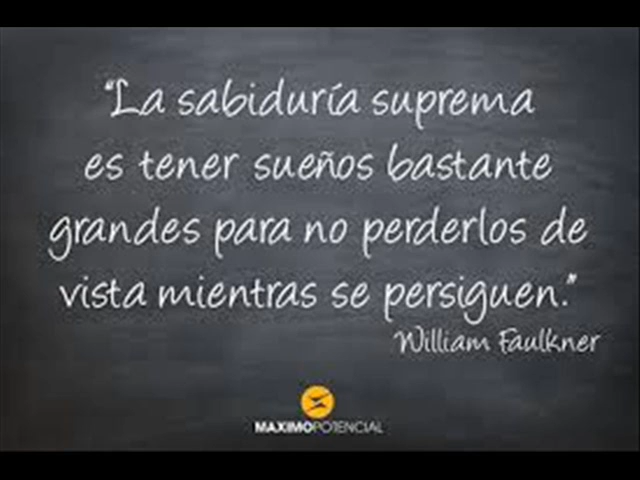 "La sabiduría suprema
es tener sueños bastante
grandes para no perderlos de
vista mientras se persiguen."
William Faulkner
MAXIMOPOTENCIAL